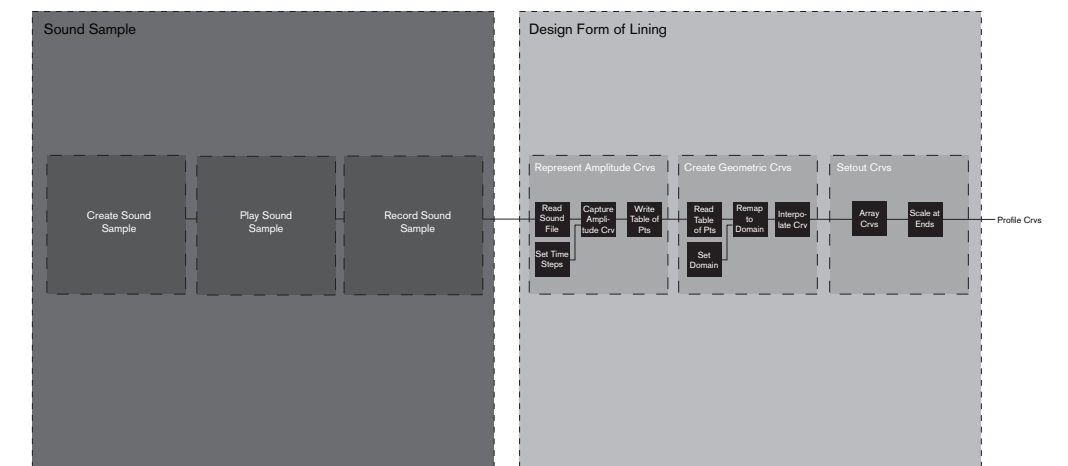 Sound Sample
Create Sound
Sample
Play Sound
Sample
Record Sound
Sample
Design Form of Lining
Represent Amplitude Crvs
Read
Sound
File
Set Time
Steps
Capture
Ampli-
tude Crv
Write
Table of
Pts
Create Geometric Crvs
Read
Table
of Pts
Set
Domain
Remap
to
Domain
Interpo-
late Crv
Setout Crvs
Array
Crvs
Scale at
Ends
Profile Crvs